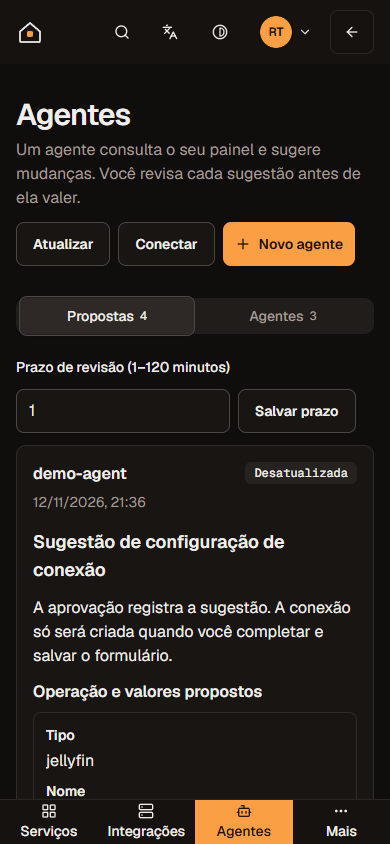 RT
Agentes
Um agente consulta o seu painel e sugere
mudanças. Você revisa cada sugestão antes de
ela valer.
Atualizar
Conectar
Novo agente
Propostas 4
Agentes 3
Prazo de revisão (1–120 minutos)
1
Salvar prazo
demo-agent
Desatualizada
12/11/2026, 21:36
Sugestão de configuração de
conexão
A aprovação registra a sugestão. A conexão
só será criada quando você completar e
salvar o formulário.
Operação e valores propostos
Tipo
jellyfin
Nome
Serviços
Integrações
Agentes
Mais